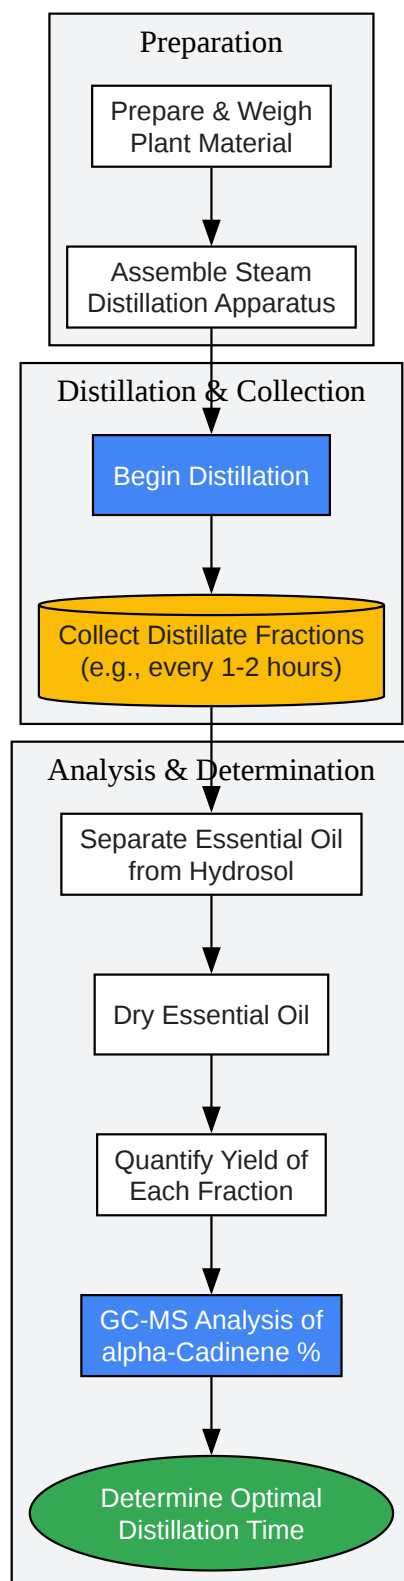 Preparation
Prepare & Weigh
Plant Material
Assemble Steam
Distillation Apparatus
Distillation & Collection
Begin Distillation
Collect Distillate Fractions
(e.g., every 1-2 hours)
Analysis & Determination
Separate Essential Oil
from Hydrosol
Dry Essential Oil
Quantify Yield of
Each Fraction
GC-MS Analysis of
alpha-Cadinene %
Determine Optimal
Distillation Time